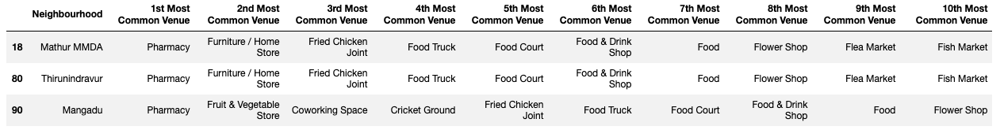 Neighbourhood 1st Most Common Venue 2nd Most Common Venue 3rd Most Common Venue 4th Most Common Venue 5th Most Common Venue 6th Most Common Venue 7th Most Common Venue 8th Most Common Venue 9th Most Common Venue 10th Most Common Venue
18 Mathur MMDA Pharmacy Furniture / Home Store Fried Chicken Joint Food Truck Food Court Food & Drink Shop Food Flower Shop Flea Market Fish Market
80 Thirunindravur Pharmacy Furniture / Home Store Fried Chicken Joint Food Truck Food Court Food & Drink Shop Food Flower Shop Flea Market Fish Market
90 Mangadu Pharmacy Fruit & Vegetable Store Coworking Space Cricket Ground Fried Chicken Joint Food Truck Food Court Food & Drink Shop Food Flower Shop